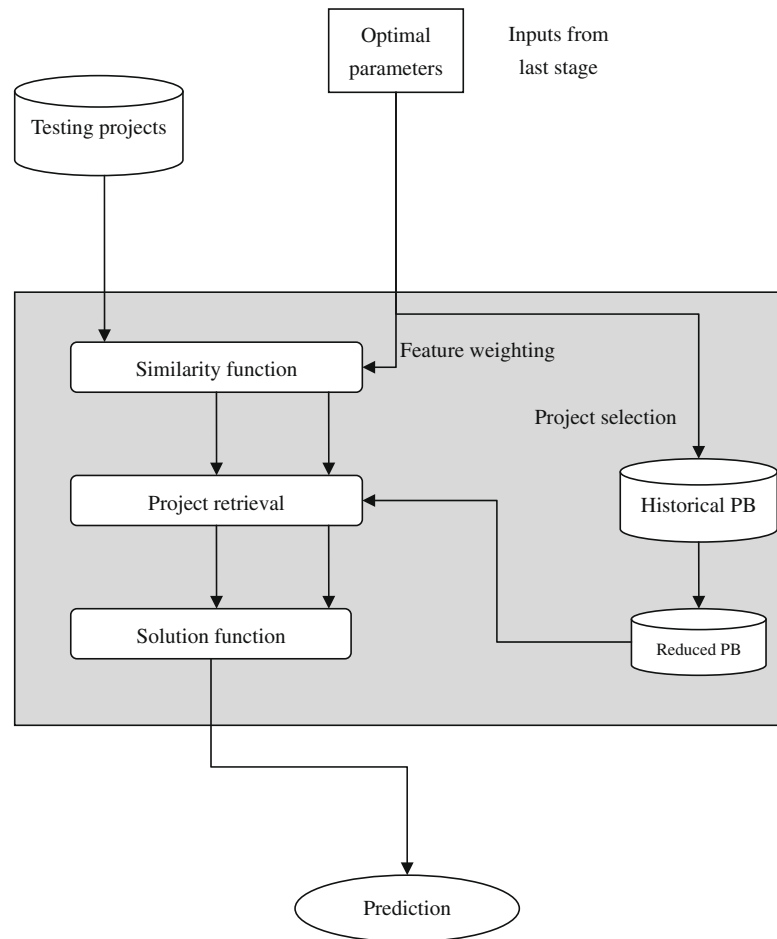 Optimal
parameters
Inputs from
last stage
Testing projects
Feature weighting
Similarity function
Project selection
Project retrieval
Historical PB
Solution function
Reduced PB
Prediction